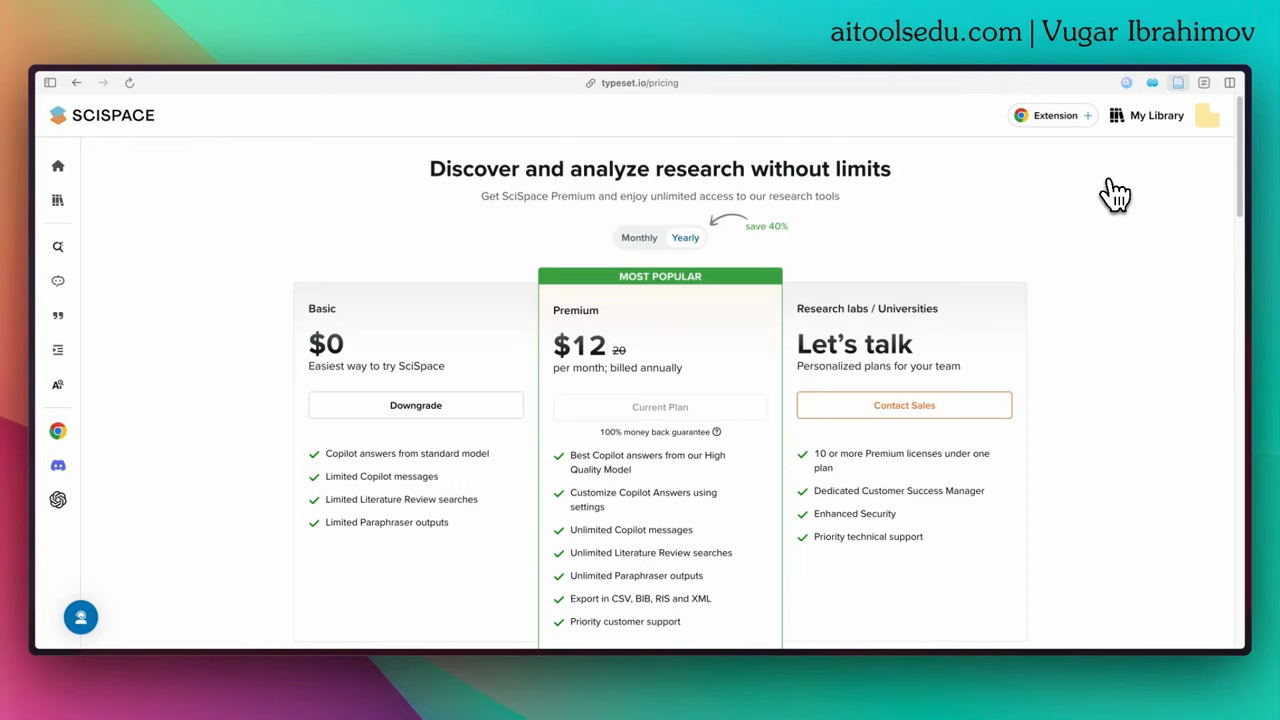 aitoolsedu.com | Vugar Ibrahimov
typeset.io/pricing
SCISPACE
Extension +
My Library
Discover and analyze research without limits
Get SciSpace Premium and enjoy unlimited access to our research tools
save 40%
Monthly
Yearly
MOST POPULAR
Basic
$0
Easiest way to try SciSpace
Downgrade
Copilot answers from standard model
Limited Copilot messages
Limited Literature Review searches
Limited Paraphraser outputs
Premium
$12 20
per month; billed annually
Current Plan
100% money back guarantee
Best Copilot answers from our High
Quality Model
Customize Copilot Answers using
settings
Unlimited Copilot messages
Unlimited Literature Review searches
Unlimited Paraphraser outputs
Export in CSV, BIB, RIS and XML
Priority customer support
Research labs / Universities
Let's talk
Personalized plans for your team
Contact Sales
10 or more Premium licenses under one
plan
Dedicated Customer Success Manager
Enhanced Security
Priority technical support